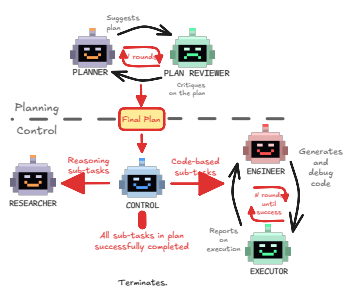 Suggests
plan
N rounds
PLANNER
PLAN REVIEWER
Critiques
on the plan
Planning
Final Plan
Control
Reasoning
sub-tasks
Code-based
sub-tasks
ENGINEER
Generates
and
debug
code
RESEARCHER
CONTROL
N rounds
until
success
Reports
on
execution
All sub-tasks in plan
successfully completed
EXECUTOR
Terminates.